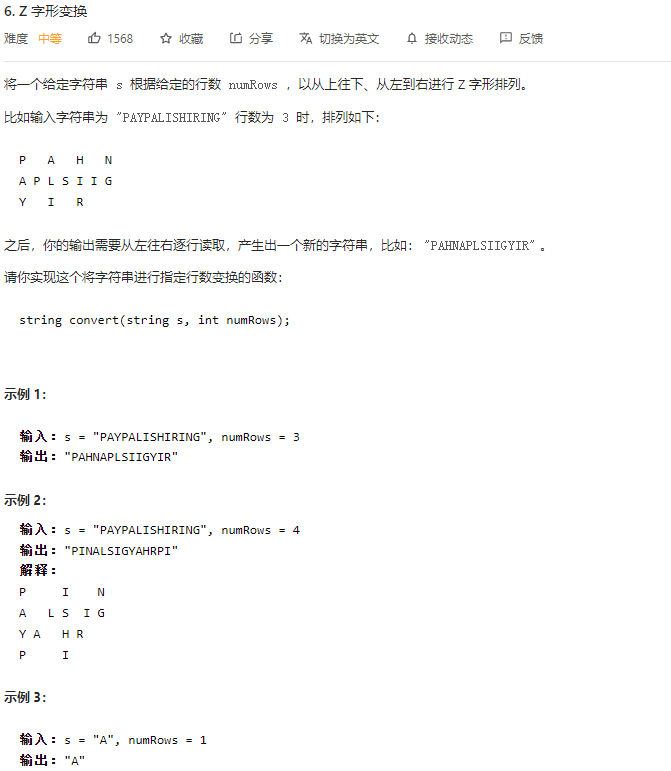 6. Z 字形变换
难度 中等 1568 收藏 分享 切换为英文 接收动态 反馈
将一个给定字符串 s 根据给定的行数 numRows ，以从上往下、从左到右进行 Z 字形排列。
比如输入字符串为 "PAYPALISHIRING" 行数为 3 时，排列如下：
P   A   H   N
A P L S I I G
Y   I   R
之后，你的输出需要从左往右逐行读取，产生出一个新的字符串，比如："PAHNAPLSIIGYIR"。
请你实现这个将字符串进行指定行数变换的函数：
string convert(string s, int numRows);
示例 1：
输入：s = "PAYPALISHIRING", numRows = 3
输出："PAHNAPLSIIGYIR"
示例 2：
输入：s = "PAYPALISHIRING", numRows = 4
输出："PINALSIGYAHRPI"
解释：
P     I    N
A   L S  I G
Y A   H R
P     I
示例 3：
输入：s = "A", numRows = 1
输出："A"